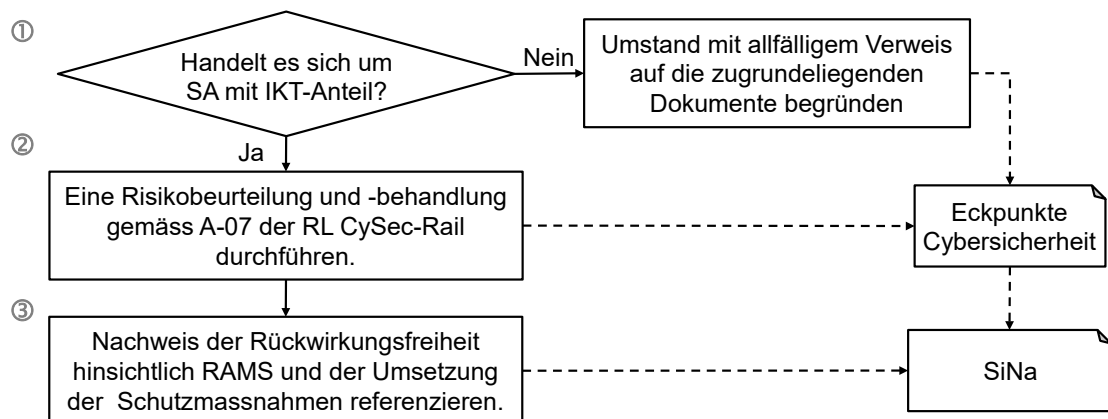 ①
Handelt es sich um
SA mit IKT-Anteil?
Nein
Umstand mit allfälligem Verweis
auf die zugrundeliegenden
Dokumente begründen
②
Ja
Eine Risikobeurteilung und -behandlung
gemäss A-07 der RL CySec-Rail
durchführen.
Eckpunkte
Cybersicherheit
③
Nachweis der Rückwirkungsfreiheit
hinsichtlich RAMS und der Umsetzung
der Schutzmassnahmen referenzieren.
SiNa